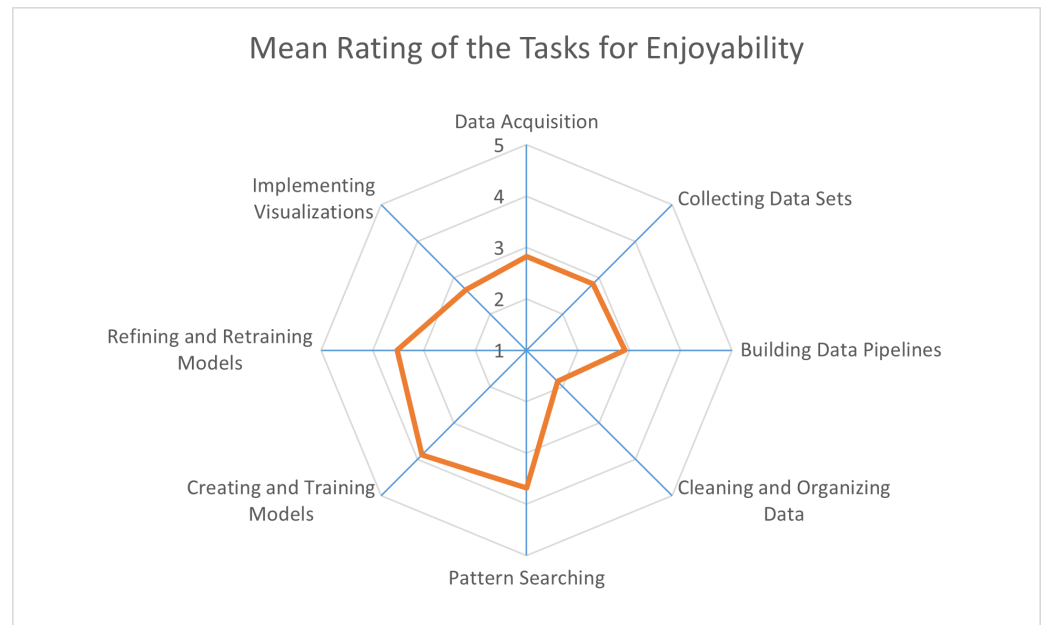 Mean Rating of the Tasks for Enjoyability
Data Acquisition
5
Implementing
Visualizations
Collecting Data Sets
4
3
2
Refining and Retraining
Models
1
Building Data Pipelines
Creating and Training
Models
Cleaning and Organizing
Data
Pattern Searching